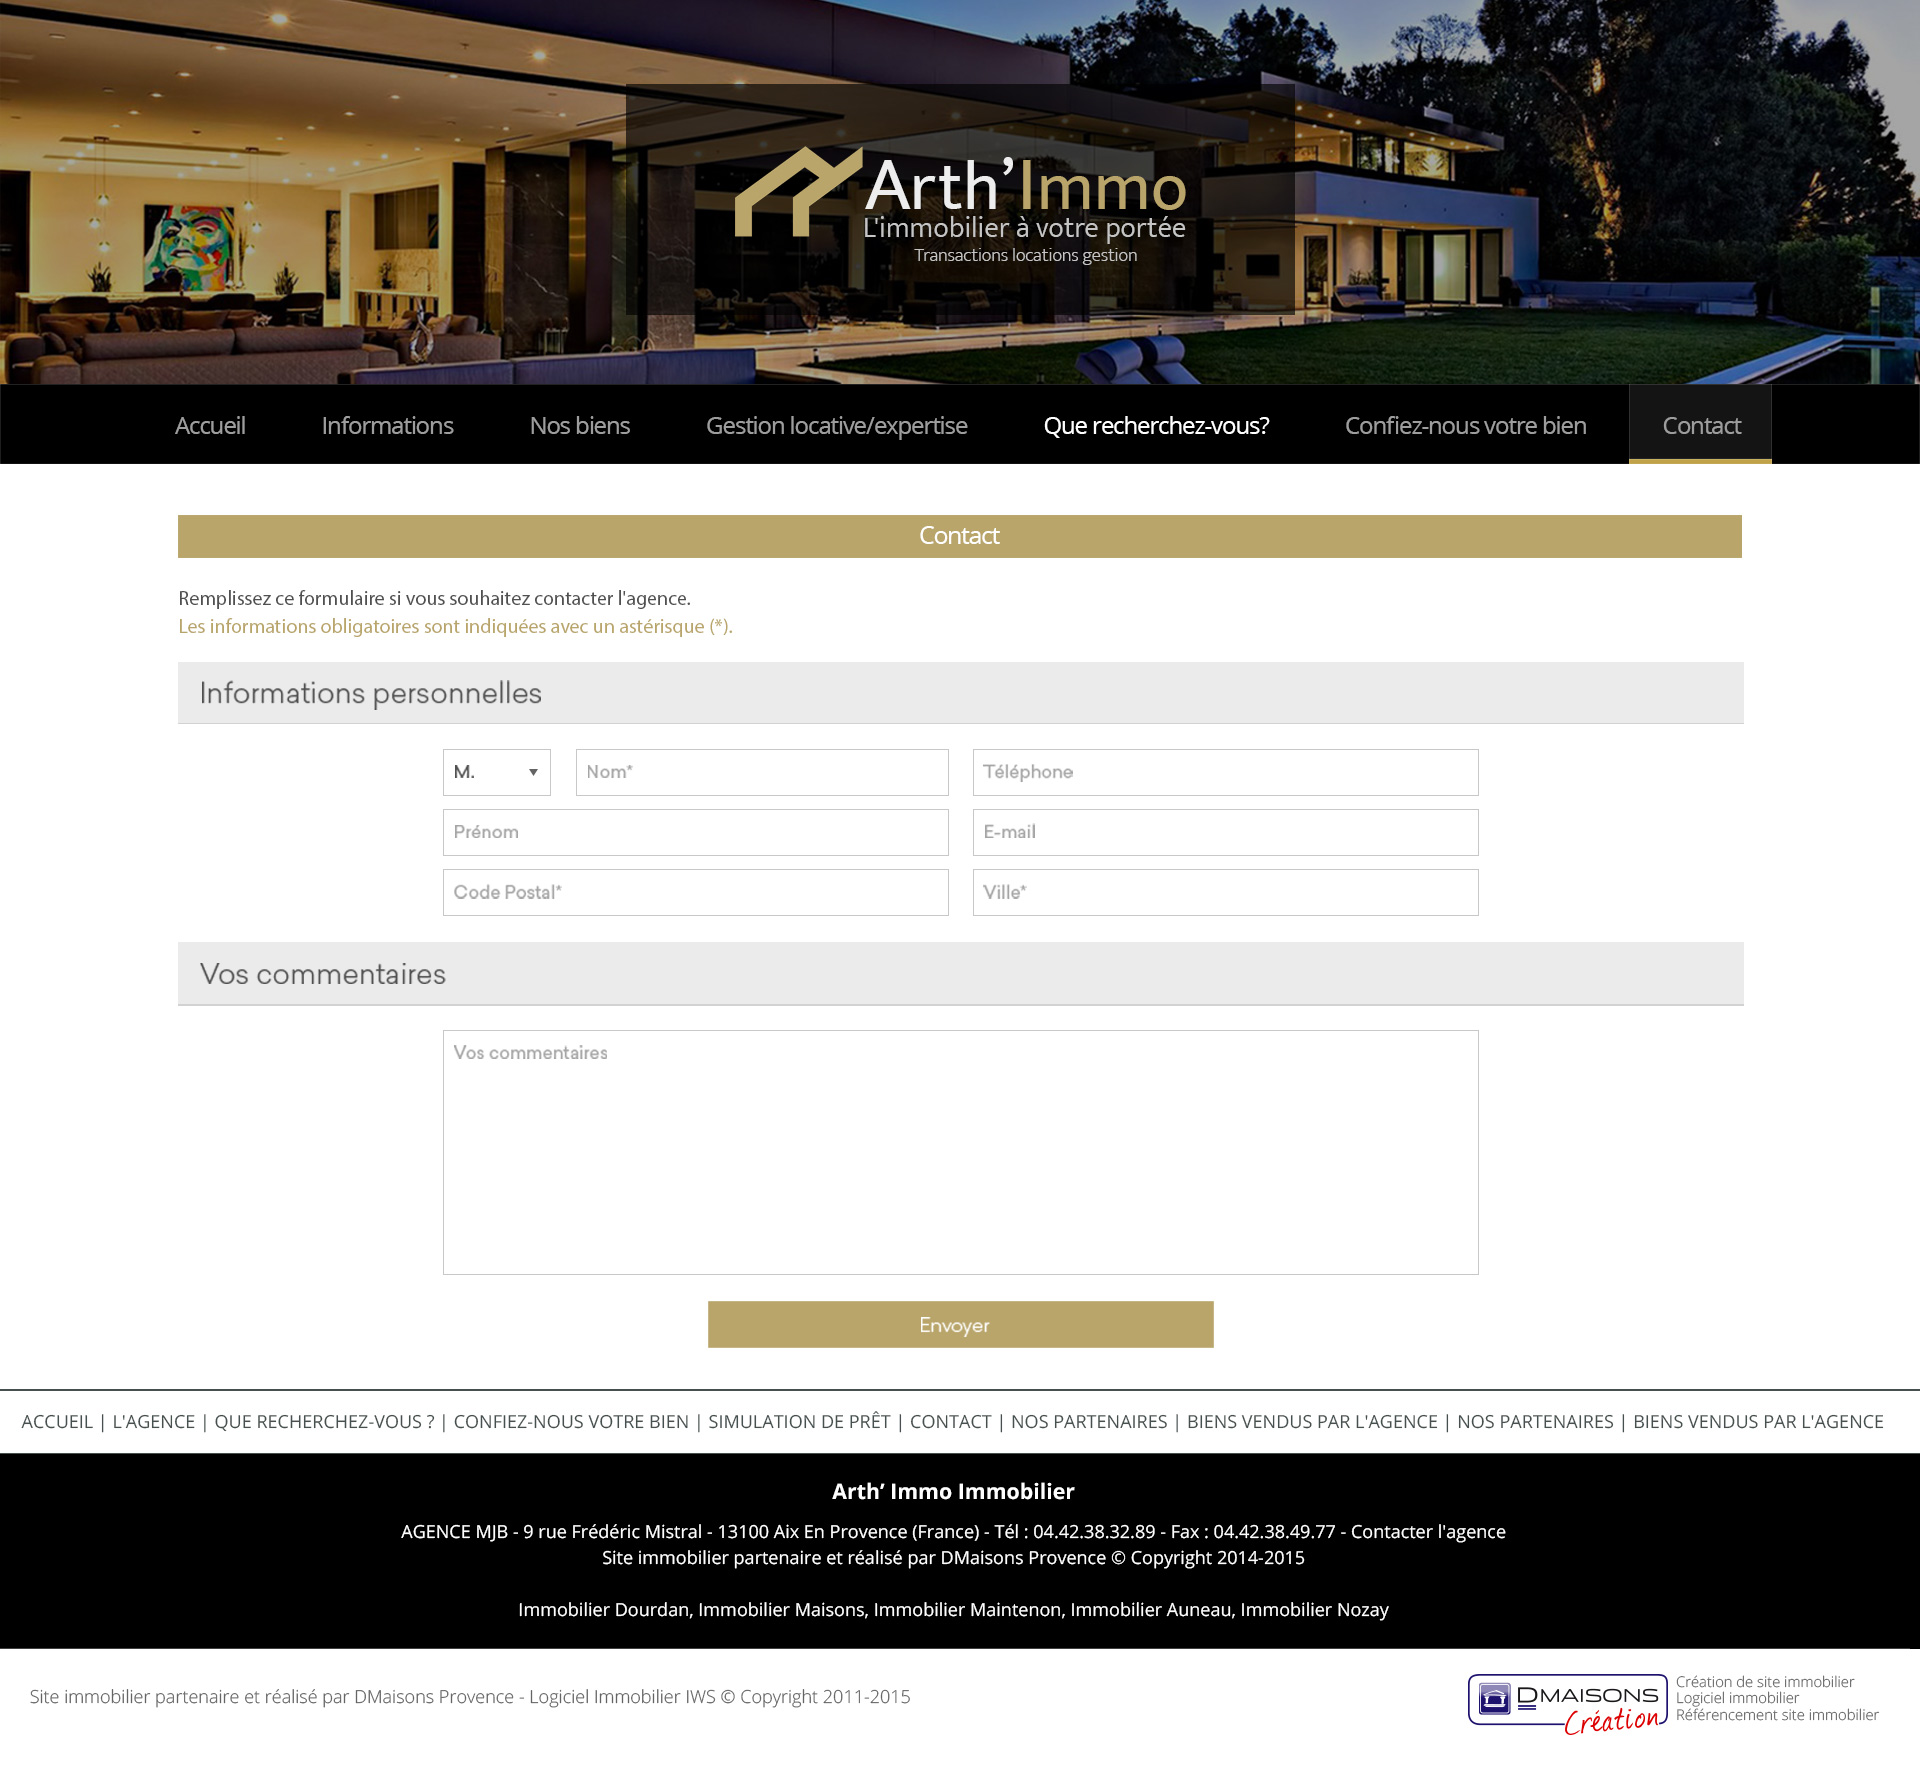 Arth’Immo
L'immobilier à votre portée
Transactions locations gestion
Accueil Informations Nos biens Gestion locative/expertise Que recherchez-vous? Confiez-nous votre bien Contact
Contact
Remplissez ce formulaire si vous souhaitez contacter l'agence.
Les informations obligatoires sont indiquées avec un astérisque (*).
Informations personnelles
M. Nom* Téléphone
Prénom E-mail
Code Postal* Ville*
Vos commentaires
Vos commentaires
Envoyer
ACCUEIL | L'AGENCE | QUE RECHERCHEZ-VOUS ? | CONFIEZ-NOUS VOTRE BIEN | SIMULATION DE PRÊT | CONTACT | NOS PARTENAIRES | BIENS VENDUS PAR L'AGENCE | NOS PARTENAIRES | BIENS VENDUS PAR L'AGENCE
Arth’ Immo Immobilier
AGENCE MJB - 9 rue Frédéric Mistral - 13100 Aix En Provence (France) - Tél : 04.42.38.32.89 - Fax : 04.42.38.49.77 - Contacter l'agence
Site immobilier partenaire et réalisé par DMaisons Provence © Copyright 2014-2015
Immobilier Dourdan, Immobilier Maisons, Immobilier Maintenon, Immobilier Auneau, Immobilier Nozay
Site immobilier partenaire et réalisé par DMaisons Provence - Logiciel Immobilier IWS © Copyright 2011-2015
DMAISONS
Création
Création de site immobilier
Logiciel immobilier
Référencement site immobilier